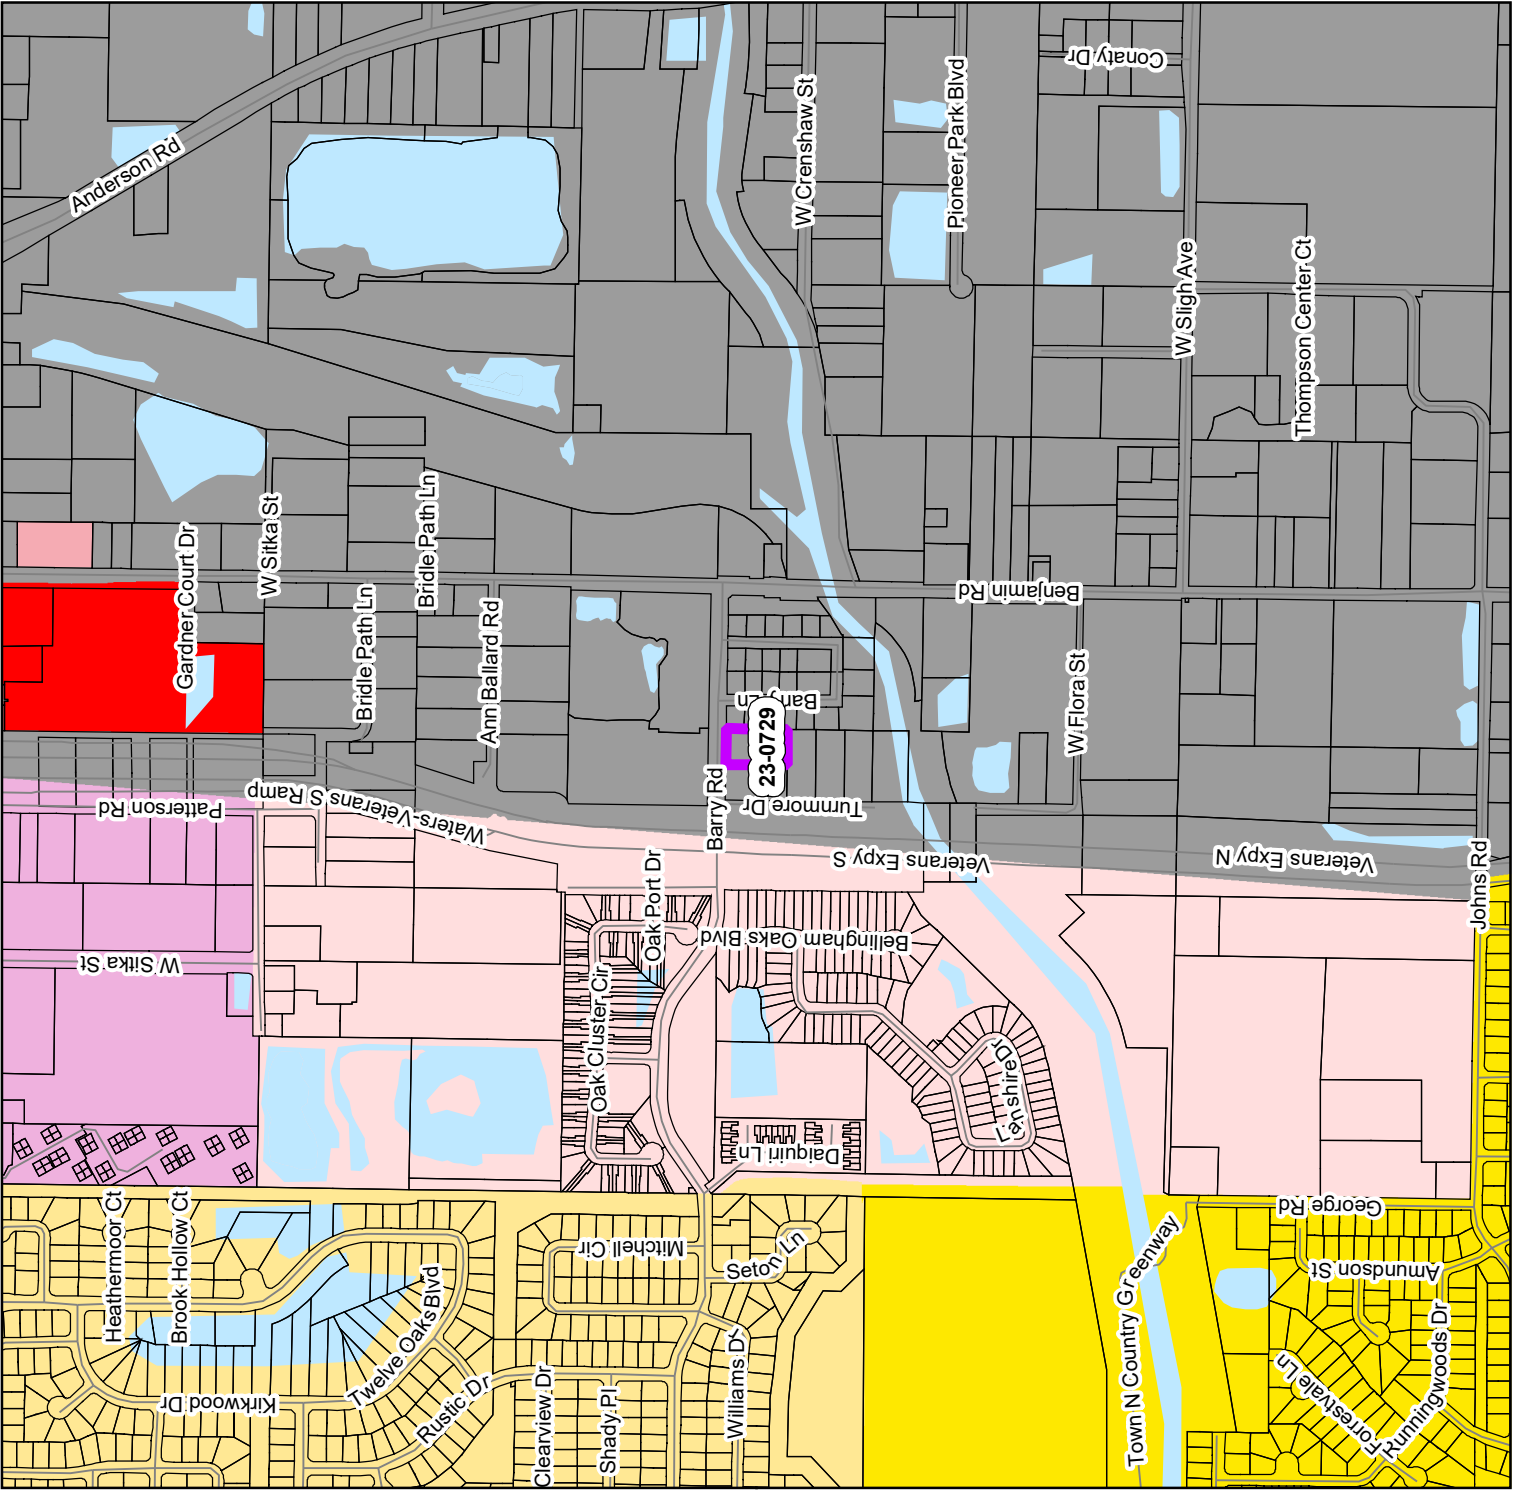 Conaty Dr
Anderson Rd
W Crenshaw St
Pioneer Park Blvd
W Sligh Ave
Thompson Center Ct
Gardner Court Dr
W Sitka St
Bridle Path Ln
Bridle Path Ln
Ann Ballard Rd
Benjamin Rd
W Flora St
Barry Ln
23-0729
Barry Rd
Tunmore Dr
Patterson Rd
Waters-Veterans S Ramp
Veterans Expy S
Veterans Expy N
Johns Rd
W Sitka St
Oak Port Dr
Bellingham Oaks Blvd
Oak Cluster Cir
Lanshire Dr
Daiquiri Ln
Heathermoor Ct
Brook Hollow Ct
Mitchell Cir
Seton Ln
George Rd
Town N Country Greenway
Amundson St
Twelve Oaks Blvd
Kirkwood Dr
Rustic Dr
Clearview Dr
Shady Pl
Williams Dr
Forrestvale Ln
Runningwoods Dr